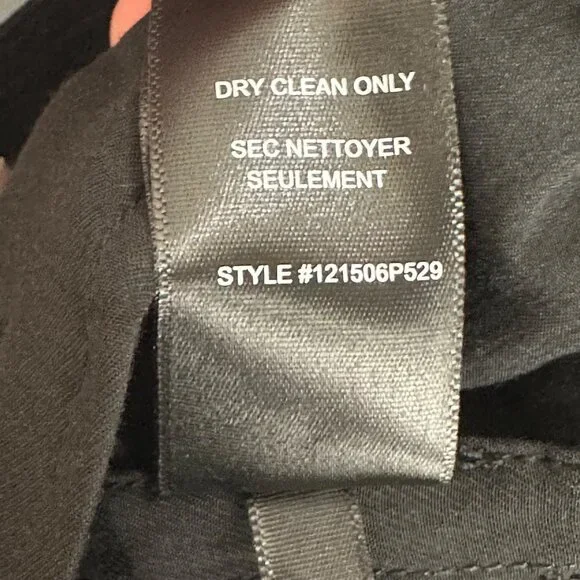 DRY CLEAN ONLY
SEC NETTOYER
SEULEMENT
STYLE #121506P529